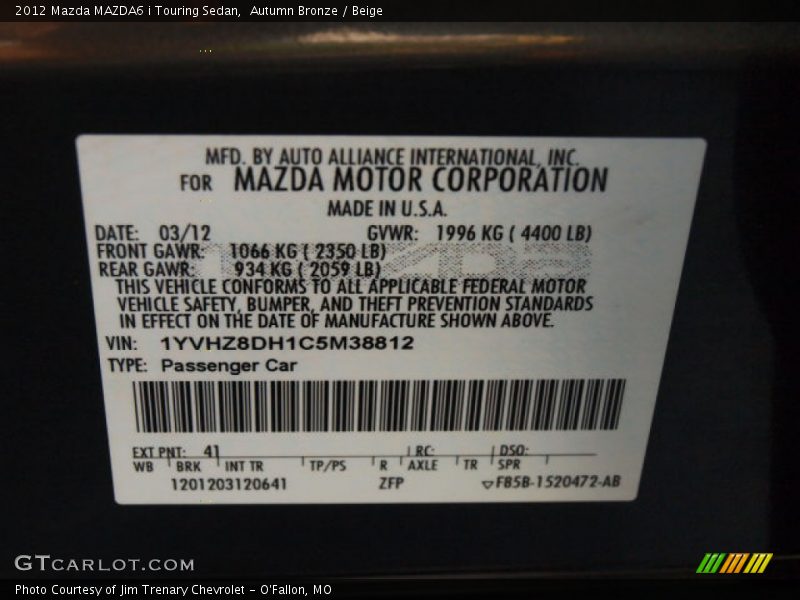 2012 Mazda MAZDA6 i Touring Sedan,  Autumn Bronze / Beige
MFD. BY AUTO ALLIANCE INTERNATIONAL, INC.
FOR MAZDA MOTOR CORPORATION
MADE IN U.S.A.
DATE: 03/12 GVWR: 1996 KG ( 4400 LB)
FRONT GAWR: 1066 KG ( 2350 LB)
REAR GAWR: 934 KG ( 2059 LB)
THIS VEHICLE CONFORMS TO ALL APPLICABLE FEDERAL MOTOR
VEHICLE SAFETY, BUMPER, AND THEFT PREVENTION STANDARDS
IN EFFECT ON THE DATE OF MANUFACTURE SHOWN ABOVE.
VIN: 1YVHZ8DH1C5M38812
TYPE: Passenger Car
EXT PNT: 41 RC: DSO:
WB BRK INT TR TP/PS R AXLE TR SPR
1201203120641 ZFP F85B-1520472-AB
GTCARLOT.COM
Photo Courtesy of Jim Trenary Chevrolet - O'Fallon, MO